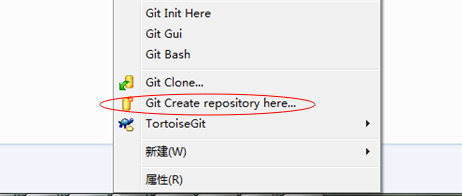 Git Init Here
Git Gui
Git Bash
Git Clone...
Git Create repository here...
TortoiseGit
新建(W)
属性(R)